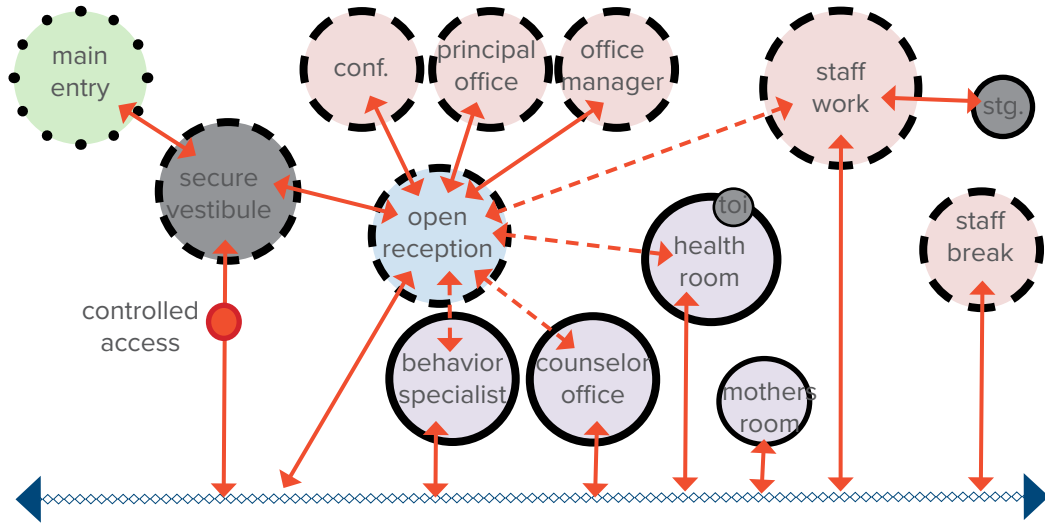 main
entry
conf.
principal
office
office
manager
staff
work
stg.
secure
vestibule
open
reception
toi
health
room
staff
break
controlled
access
behavior
specialist
counselor
office
mothers
room